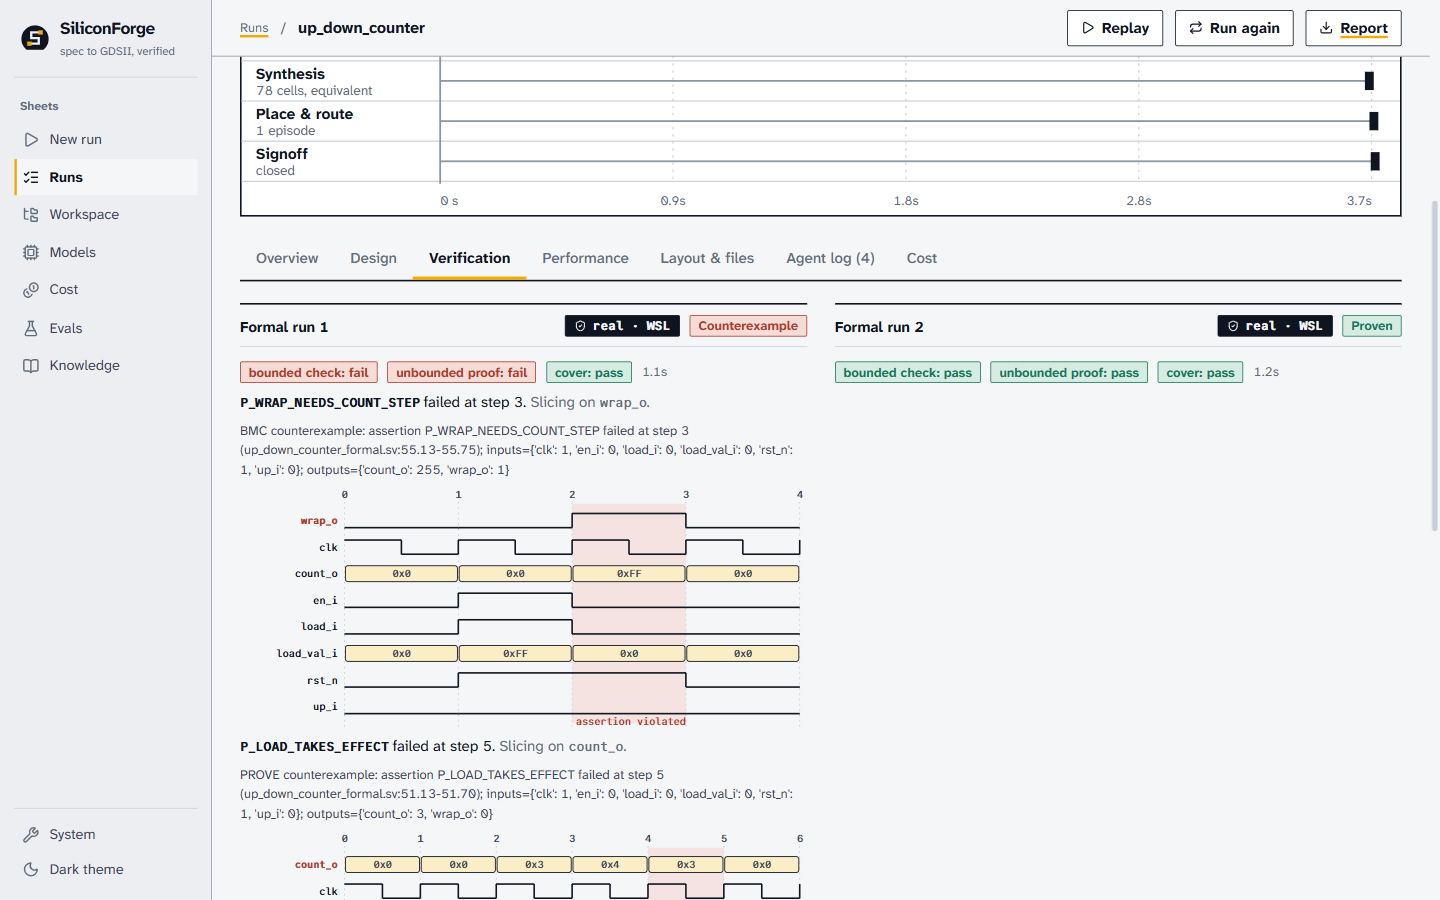 SiliconForge
spec to GDSII, verified
Sheets
New run
Runs
Workspace
Models
Cost
Evals
Knowledge
System
Dark theme
Runs / up_down_counter
Replay
Run again
Report
Synthesis
78 cells, equivalent
Place & route
1 episode
Signoff
closed
0 s 0.9s 1.8s 2.8s 3.7s
Overview Design Verification Performance Layout & files Agent log (4) Cost
Formal run 1 real · WSL Counterexample
bounded check: fail unbounded proof: fail cover: pass 1.1s
P_WRAP_NEEDS_COUNT_STEP failed at step 3. Slicing on wrap_o.
BMC counterexample: assertion P_WRAP_NEEDS_COUNT_STEP failed at step 3
(up_down_counter_formal.sv:55.13-55.75); inputs={'clk': 1, 'en_i': 0, 'load_i': 0, 'load_val_i': 0, 'rst_n':
1, 'up_i': 0}; outputs={'count_o': 255, 'wrap_o': 1}
0 1 2 3 4
wrap_o
clk
count_o 0x0 0x0 0xFF 0x0
en_i
load_i
load_val_i 0x0 0xFF 0x0 0x0
rst_n
up_i
assertion violated
P_LOAD_TAKES_EFFECT failed at step 5. Slicing on count_o.
PROVE counterexample: assertion P_LOAD_TAKES_EFFECT failed at step 5
(up_down_counter_formal.sv:51.13-51.70); inputs={'clk': 1, 'en_i': 0, 'load_i': 0, 'load_val_i': 0, 'rst_n':
1, 'up_i': 0}; outputs={'count_o': 3, 'wrap_o': 0}
0 1 2 3 4 5 6
count_o 0x0 0x0 0x3 0x4 0x3 0x0
clk
Formal run 2 real · WSL Proven
bounded check: pass unbounded proof: pass cover: pass 1.2s